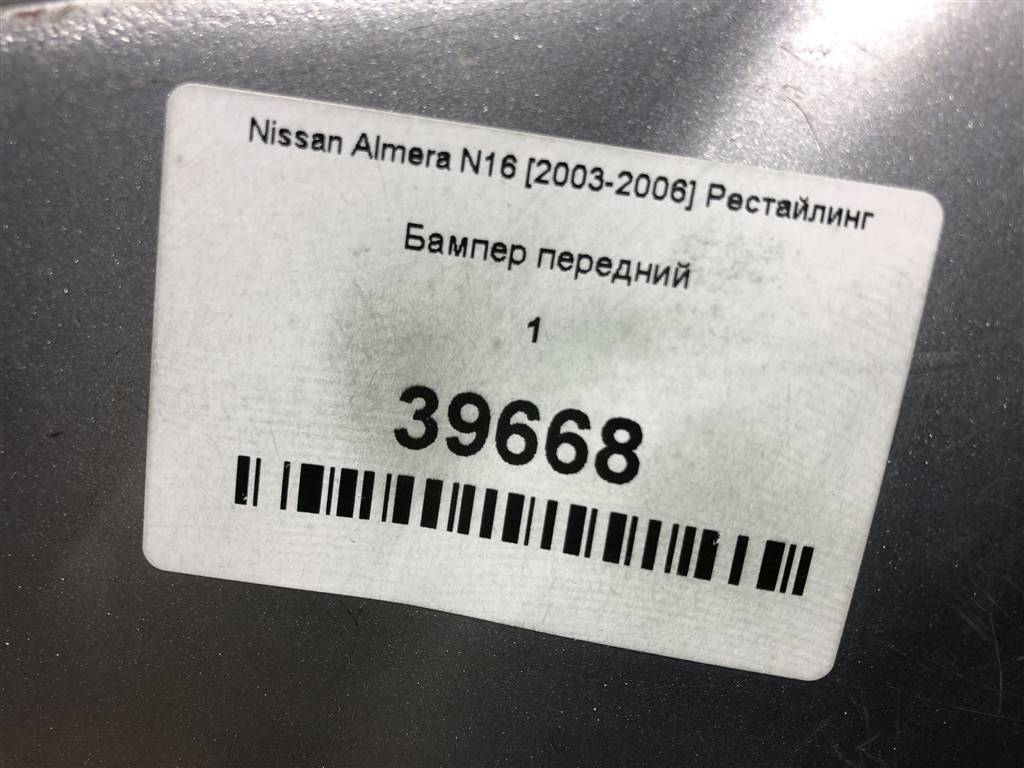 Nissan Almera N16 [2003-2006] Рестайлинг
Бампер передний
1
39668